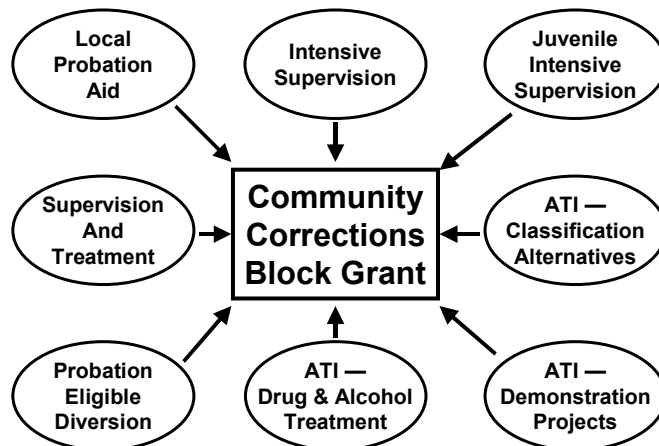 Local
Probation
Aid
Intensive
Supervision
Juvenile
Intensive
Supervision
Supervision
And
Treatment
Community
Corrections
Block Grant
ATI —
Classification
Alternatives
Probation
Eligible
Diversion
ATI —
Drug & Alcohol
Treatment
ATI —
Demonstration
Projects